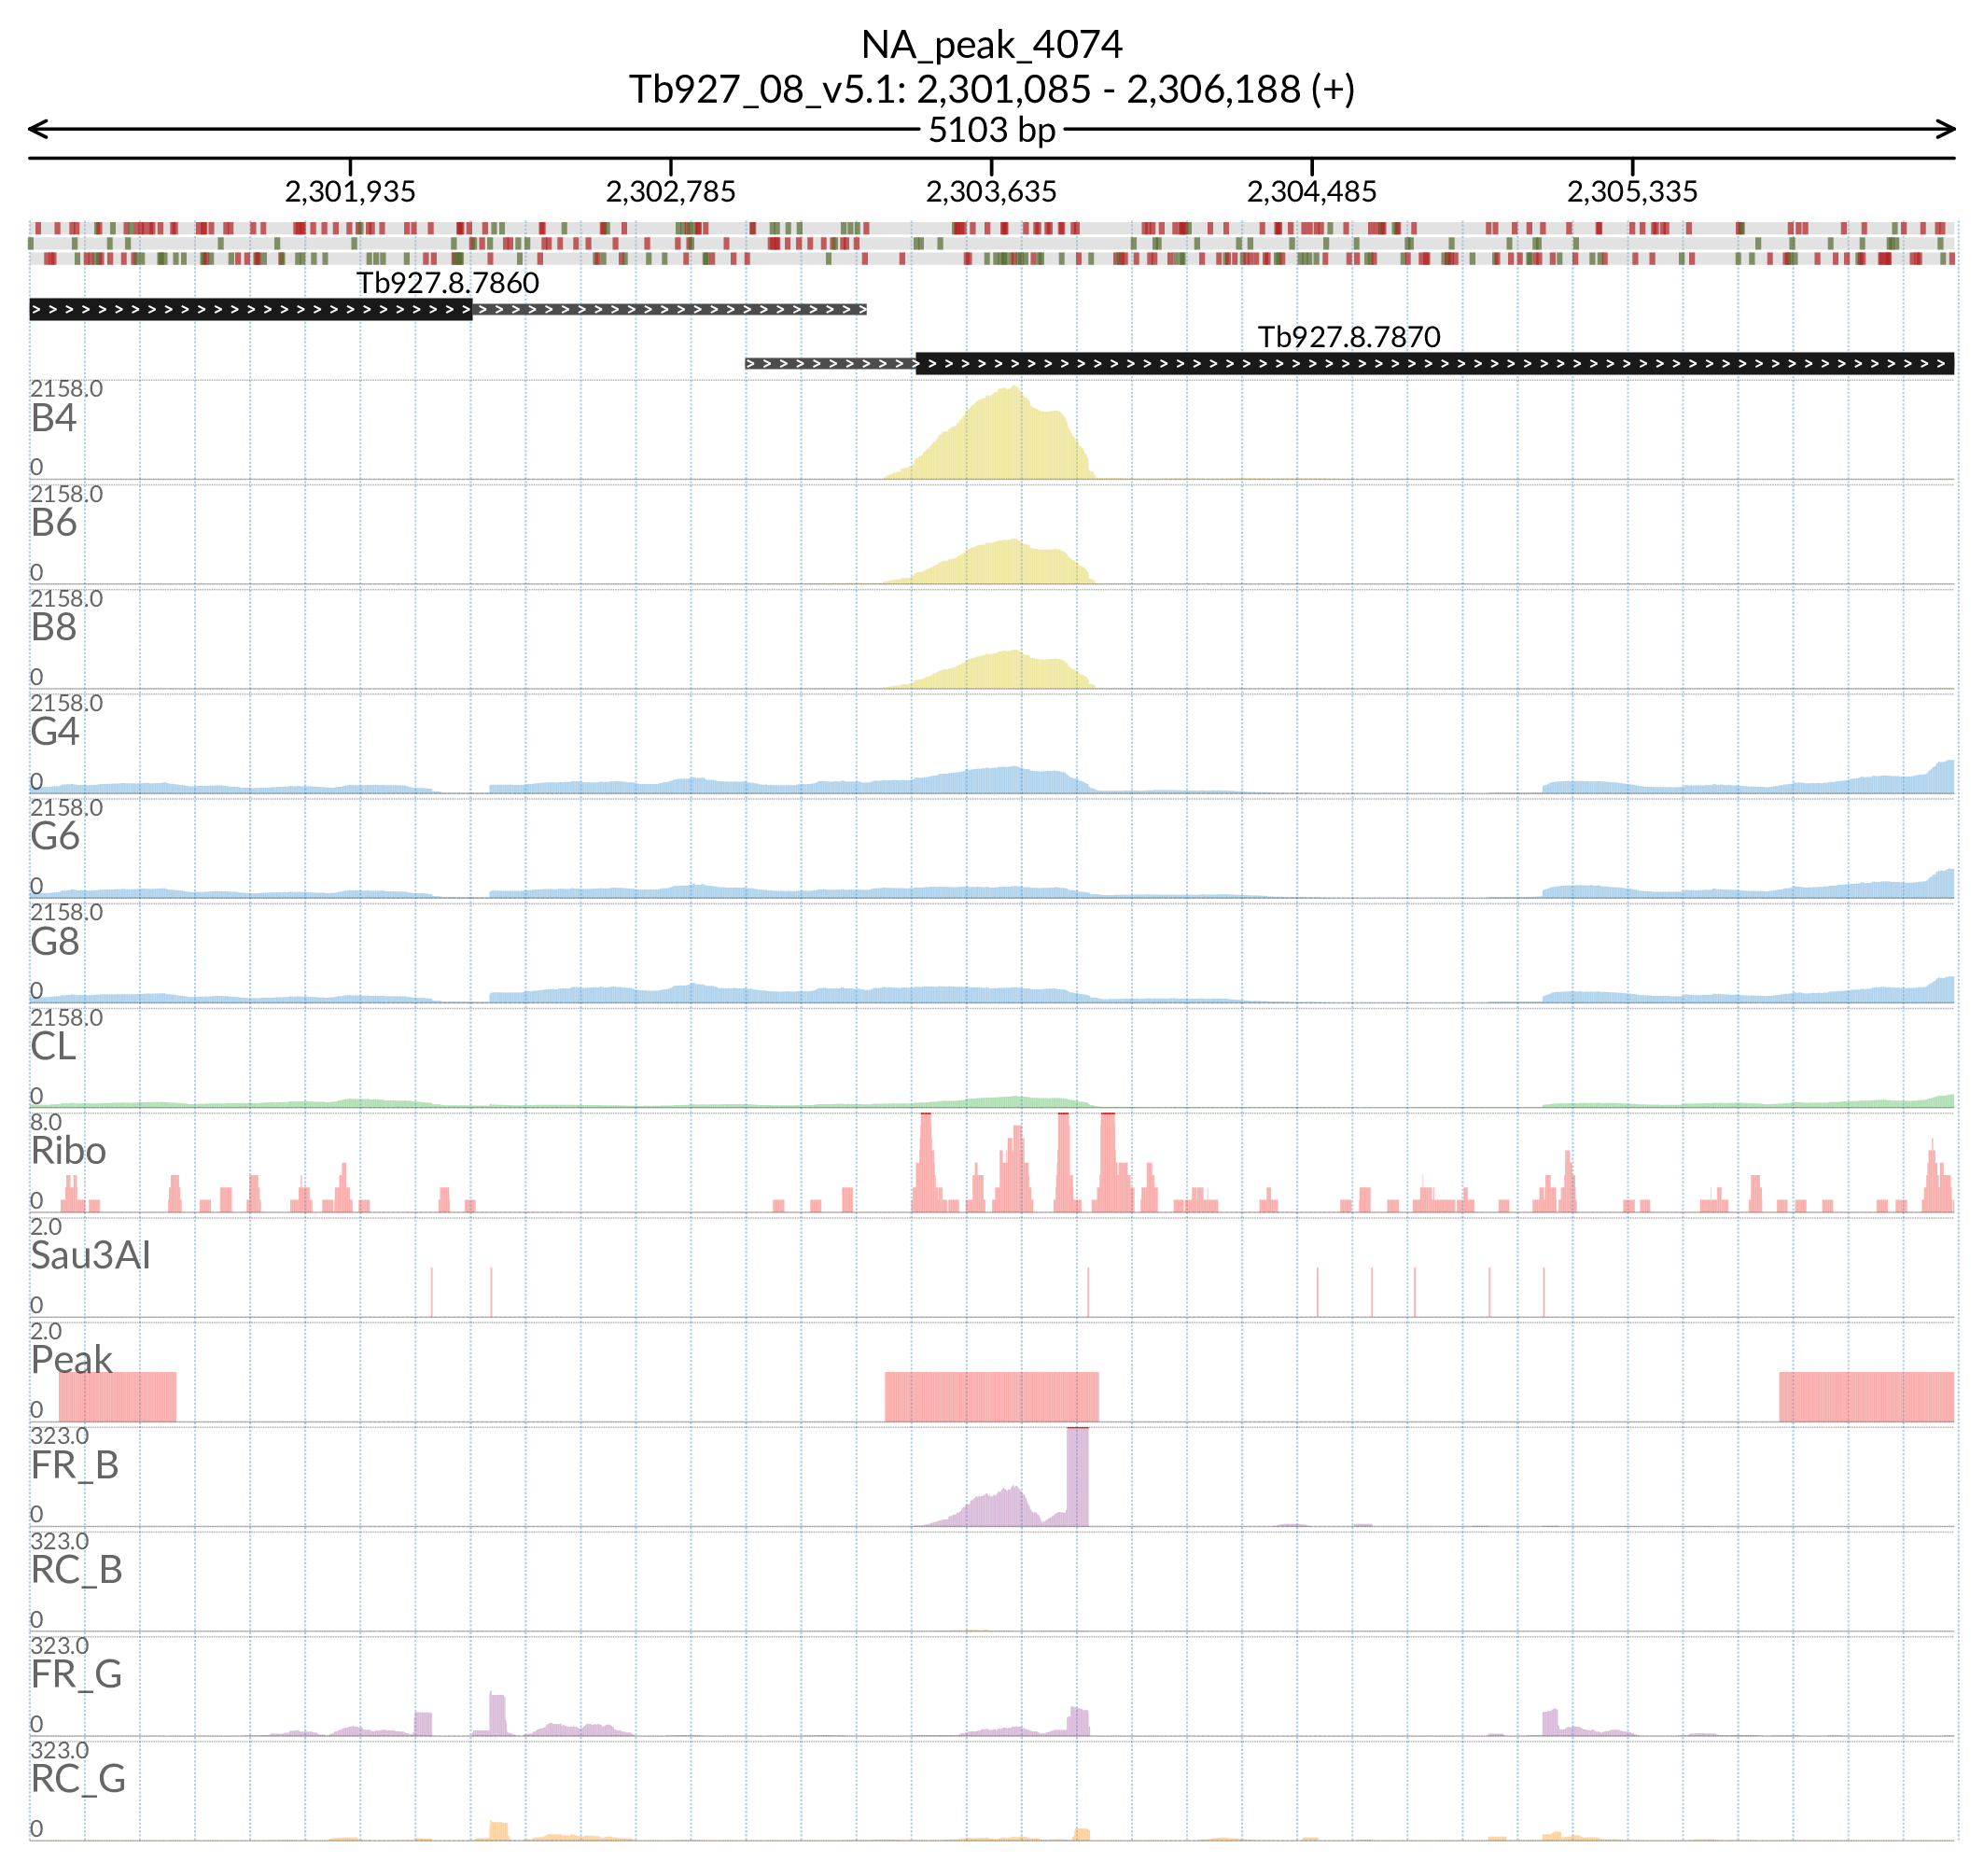 NA_peak_4074
Tb927_08_v5.1: 2,301,085 - 2,306,188 (+)
5103 bp
2,301,935 2,302,785 2,303,635 2,304,485 2,305,335
Tb927.8.7860
Tb927.8.7870
2158.0
B4
0
2158.0
B6
0
2158.0
B8
0
2158.0
G4
0
2158.0
G6
0
2158.0
G8
0
2158.0
CL
0
8.0
Ribo
0
2.0
Sau3AI
0
2.0
Peak
0
323.0
FR_B
0
323.0
RC_B
0
323.0
FR_G
0
323.0
RC_G
0